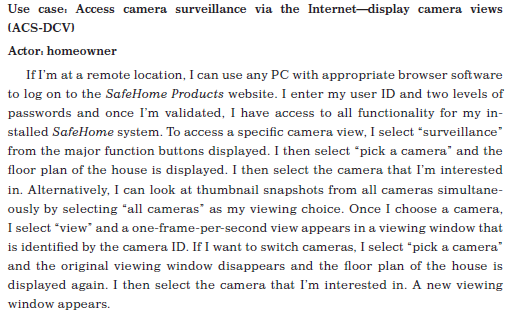 Use case: Access camera surveillance via the Internet—display camera views
(ACS-DCV)
Actor: homeowner
If I'm at a remote location, I can use any PC with appropriate browser software
to log on to the SafeHome Products website. I enter my user ID and two levels of
passwords and once I'm validated, I have access to all functionality for my in-
stalled SafeHome system. To access a specific camera view, I select “surveillance”
from the major function buttons displayed. I then select “pick a camera” and the
floor plan of the house is displayed. I then select the camera that I'm interested
in. Alternatively, I can look at thumbnail snapshots from all cameras simultane-
ously by selecting “all cameras” as my viewing choice. Once I choose a camera,
I select “view” and a one-frame-per-second view appears in a viewing window that
is identified by the camera ID. If I want to switch cameras, I select “pick a camera”
and the original viewing window disappears and the floor plan of the house is
displayed again. I then select the camera that I'm interested in. A new viewing
window appears.